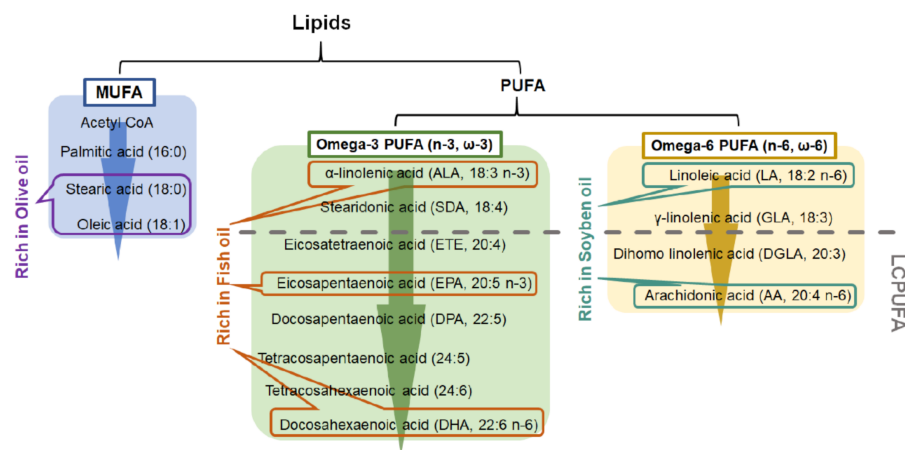 Lipids
MUFA
Acetyl CoA
Palmitic acid (16:0)
Stearic acid (18:0)
Oleic acid (18:1)
Rich in Olive oil
PUFA
Omega-3 PUFA (n-3, ω-3)
α-linolenic acid (ALA, 18:3 n-3)
Stearidonic acid (SDA, 18:4)
Eicosatetraenoic acid (ETE, 20:4)
Eicosapentaenoic acid (EPA, 20:5 n-3)
Docosapentaenoic acid (DPA, 22:5)
Tetracosapentaenoic acid (24:5)
Tetracosahexaenoic acid (24:6)
Docosahexaenoic acid (DHA, 22:6 n-6)
Rich in Fish oil
Omega-6 PUFA (n-6, ω-6)
Linoleic acid (LA, 18:2 n-6)
γ-linolenic acid (GLA, 18:3)
Dihomo linolenic acid (DGLA, 20:3)
Arachidonic acid (AA, 20:4 n-6)
Rich in Soyben oil
LCPUFA